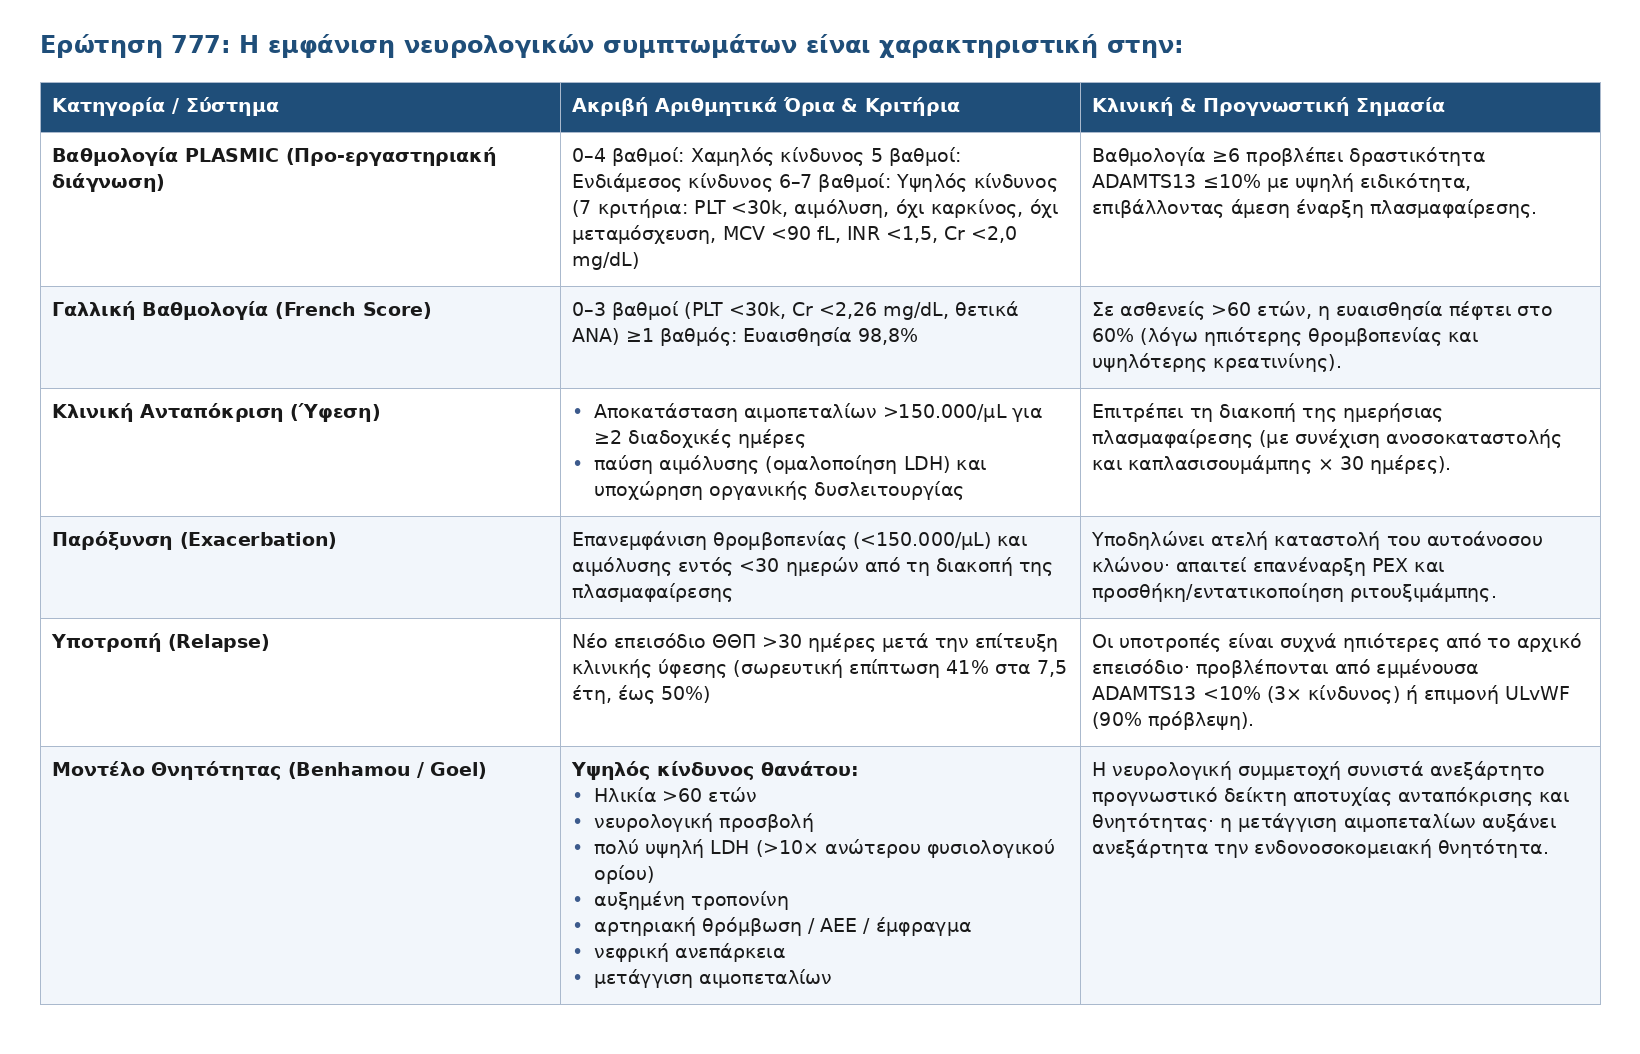 Ερώτηση 777: Η εμφάνιση νευρολογικών συμπτωμάτων είναι χαρακτηριστική στην:
Κατηγορία / Σύστημα
Ακριβή Αριθμητικά Όρια & Κριτήρια
Κλινική & Προγνωστική Σημασία
Βαθμολογία PLASMIC (Προ-εργαστηριακή
διάγνωση)
0–4 βαθμοί: Χαμηλός κίνδυνος 5 βαθμοί:
Ενδιάμεσος κίνδυνος 6–7 βαθμοί: Υψηλός κίνδυνος
(7 κριτήρια: PLT <30k, αιμόλυση, όχι καρκίνος, όχι
μεταμόσχευση, MCV <90 fL, INR <1,5, Cr <2,0
mg/dL)
Βαθμολογία ≥6 προβλέπει δραστικότητα
ADAMTS13 ≤10% με υψηλή ειδικότητα,
επιβάλλοντας άμεση έναρξη πλασμαφαίρεσης.
Γαλλική Βαθμολογία (French Score)
0–3 βαθμοί (PLT <30k, Cr <2,26 mg/dL, θετικά
ANA) ≥1 βαθμός: Ευαισθησία 98,8%
Σε ασθενείς >60 ετών, η ευαισθησία πέφτει στο
60% (λόγω ηπιότερης θρομβοπενίας και
υψηλότερης κρεατινίνης).
Κλινική Ανταπόκριση (Ύφεση)
• Αποκατάσταση αιμοπεταλίων >150.000/μL για
≥2 διαδοχικές ημέρες
• παύση αιμόλυσης (ομαλοποίηση LDH) και
υποχώρηση οργανικής δυσλειτουργίας
Επιτρέπει τη διακοπή της ημερήσιας
πλασμαφαίρεσης (με συνέχιση ανοσοκαταστολής
και καπλασισουμάμπης × 30 ημέρες).
Παρόξυνση (Exacerbation)
Επανεμφάνιση θρομβοπενίας (<150.000/μL) και
αιμόλυσης εντός <30 ημερών από τη διακοπή της
πλασμαφαίρεσης
Υποδηλώνει ατελή καταστολή του αυτοάνοσου
κλώνου· απαιτεί επανέναρξη PEX και
προσθήκη/εντατικοποίηση ριτουξιμάμπης.
Υποτροπή (Relapse)
Νέο επεισόδιο ΘΘΠ >30 ημέρες μετά την επίτευξη
κλινικής ύφεσης (σωρευτική επίπτωση 41% στα 7,5
έτη, έως 50%)
Οι υποτροπές είναι συχνά ηπιότερες από το αρχικό
επεισόδιο· προβλέπονται από εμμένουσα
ADAMTS13 <10% (3× κίνδυνος) ή επιμονή ULvWF
(90% πρόβλεψη).
Μοντέλο Θνητότητας (Benhamou / Goel)
Υψηλός κίνδυνος θανάτου:
• Ηλικία >60 ετών
• νευρολογική προσβολή
• πολύ υψηλή LDH (>10× ανώτερου φυσιολογικού
ορίου)
• αυξημένη τροπονίνη
• αρτηριακή θρόμβωση / ΑΕΕ / έμφραγμα
• νεφρική ανεπάρκεια
• μετάγγιση αιμοπεταλίων
Η νευρολογική συμμετοχή συνιστά ανεξάρτητο
προγνωστικό δείκτη αποτυχίας ανταπόκρισης και
θνητότητας· η μετάγγιση αιμοπεταλίων αυξάνει
ανεξάρτητα την ενδονοσοκομειακή θνητότητα.